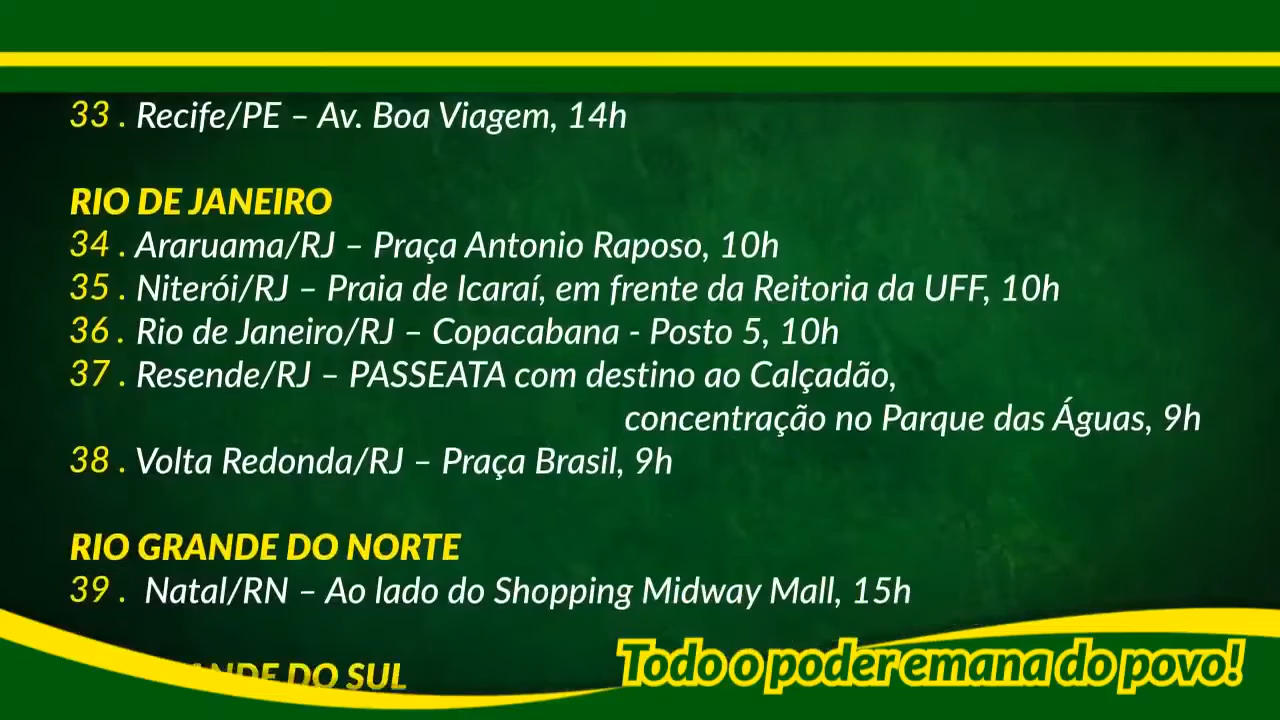 33 . Recife/PE – Av. Boa Viagem, 14h
RIO DE JANEIRO
34 . Araruama/RJ – Praça Antonio Raposo, 10h
35 . Niterói/RJ – Praia de Icaraí, em frente da Reitoria da UFF, 10h
36 . Rio de Janeiro/RJ – Copacabana - Posto 5, 10h
37 . Resende/RJ – PASSEATA com destino ao Calçadão,
concentração no Parque das Águas, 9h
38 . Volta Redonda/RJ – Praça Brasil, 9h
RIO GRANDE DO NORTE
39 . Natal/RN – Ao lado do Shopping Midway Mall, 15h
DO SUL
Todo o poder emana do povo!